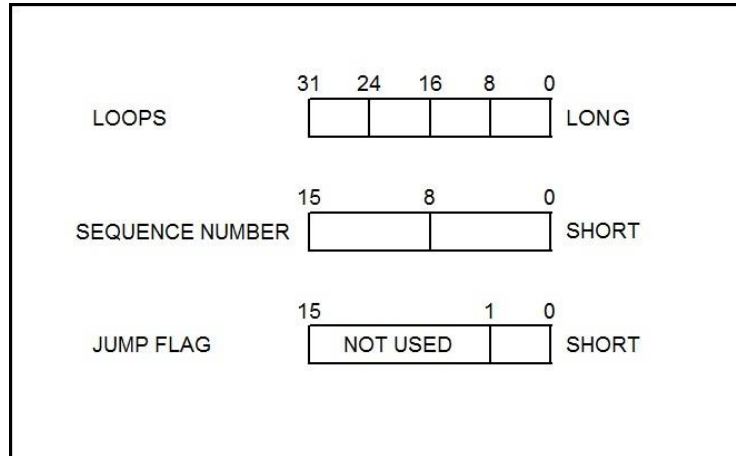 31 24 16 8 0
LOOPS LONG
15 8 0
SEQUENCE NUMBER SHORT
15 1 0
JUMP FLAG NOT USED SHORT